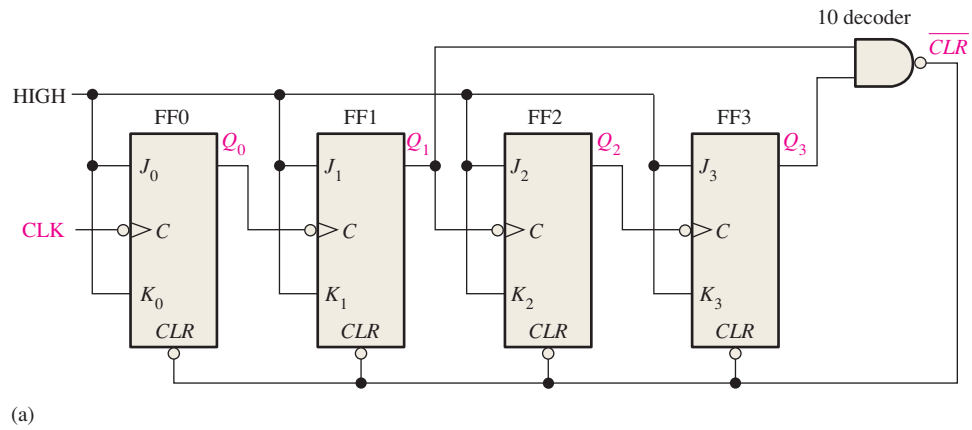 10 decoder
CLR
HIGH
FF0
FF1
FF2
FF3
Q0
Q1
Q2
Q3
J0
J1
J2
J3
CLK
C
C
C
C
K0
K1
K2
K3
CLR
CLR
CLR
CLR
(a)